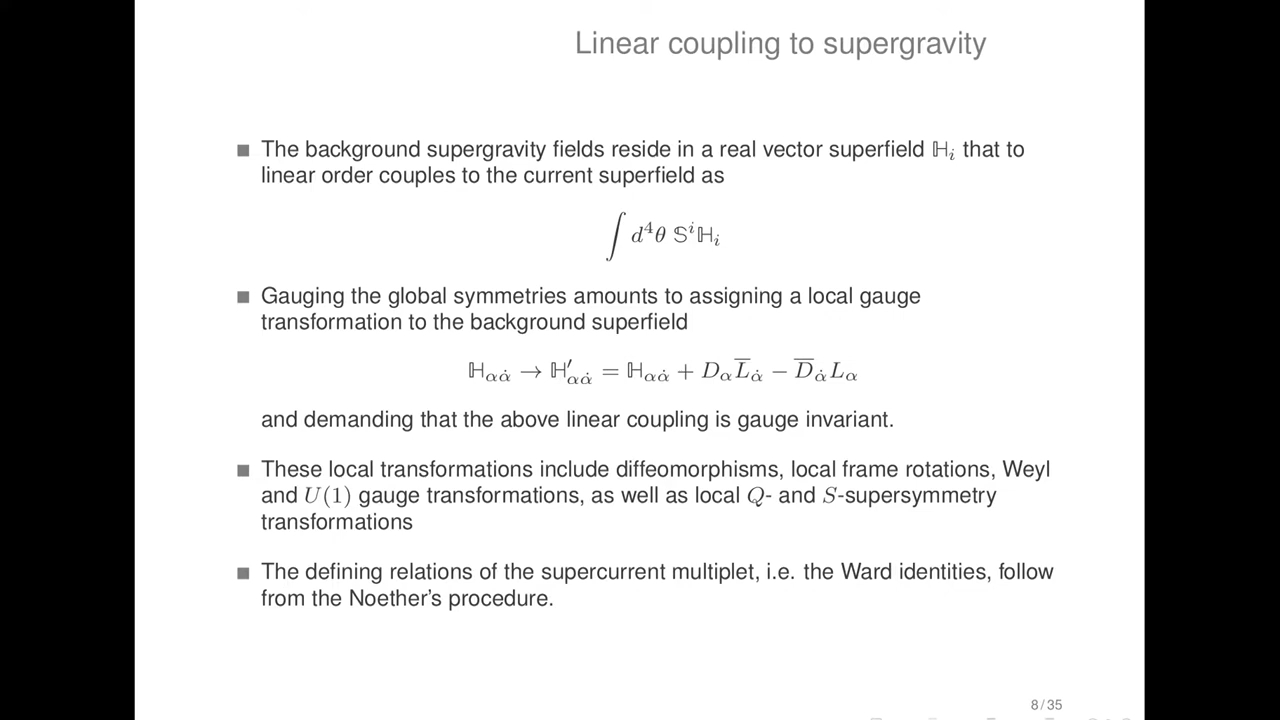 Linear coupling to supergravity
■ The background supergravity fields reside in a real vector superfield ℍᵢ that to
linear order couples to the current superfield as
∫ d⁴θ 𝕊ⁱℍᵢ
■ Gauging the global symmetries amounts to assigning a local gauge
transformation to the background superfield
ℍ_{αα̇} → ℍ′_{αα̇} = ℍ_{αα̇} + D_α L̅_{α̇} − D̅_{α̇} L_α
and demanding that the above linear coupling is gauge invariant.
■ These local transformations include diffeomorphisms, local frame rotations, Weyl
and U(1) gauge transformations, as well as local Q- and S-supersymmetry
transformations
■ The defining relations of the supercurrent multiplet, i.e. the Ward identities, follow
from the Noether's procedure.
8 / 35